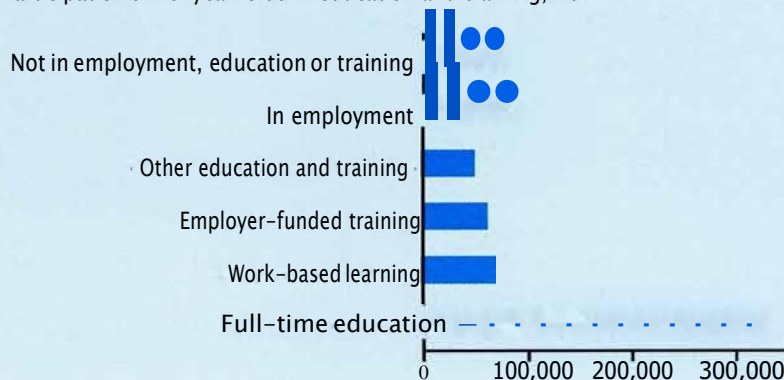 Not in employment, education or training
In employment
Other education and training
Employer-funded training
Work-based learning
Full-time education
0 100,000 200,000 300,000